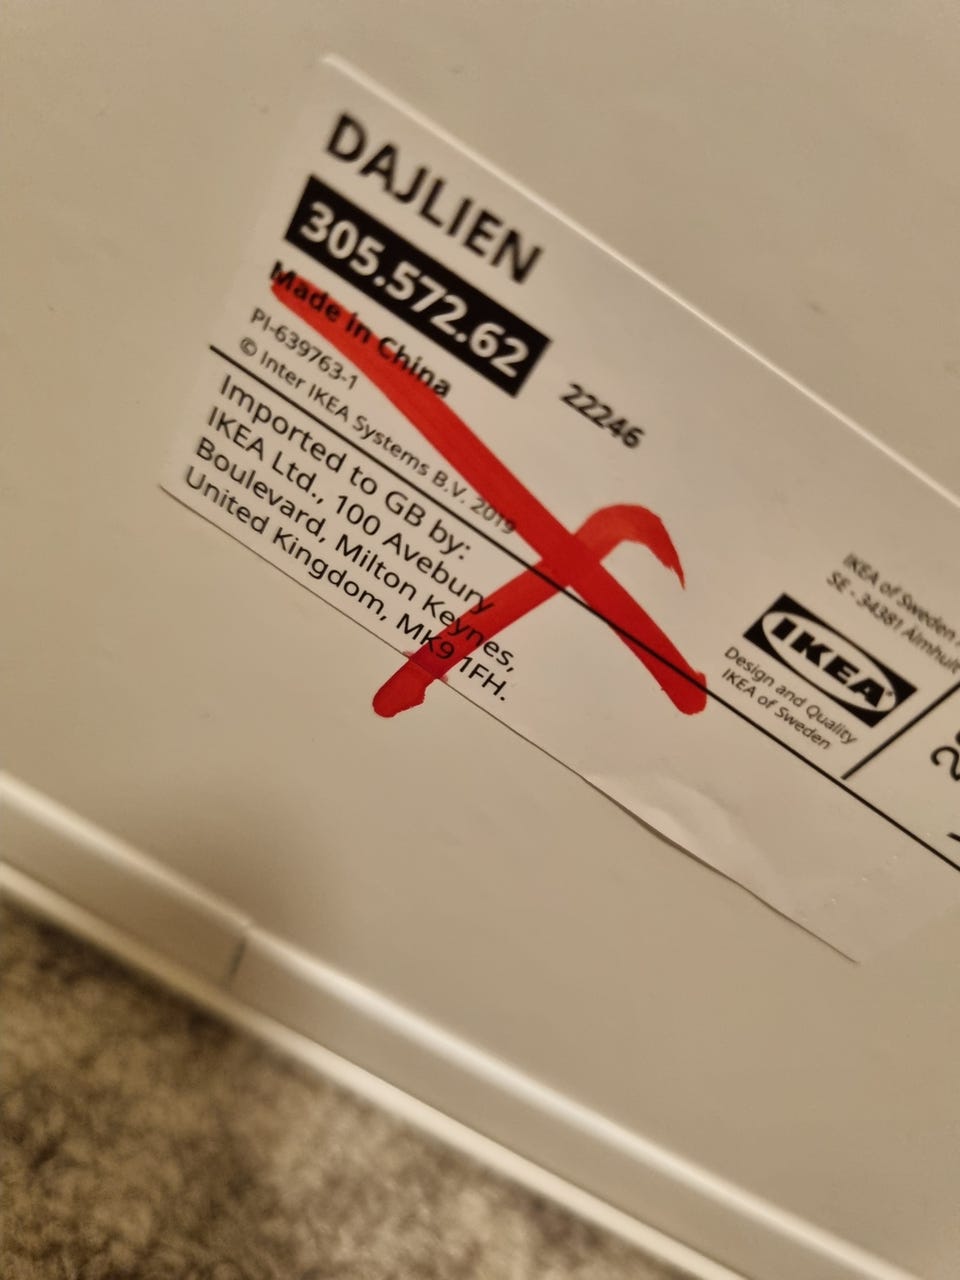 DAJLIEN
305.572.62
Made in China
22246
PI-639763-1
© Inter IKEA Systems B.V. 2019
Imported to GB by:
IKEA Ltd., 100 Avebury
Boulevard, Milton Keynes,
United Kingdom, MK9 1FH.
IKEA of Sweden
SE - 34381 Älmhult
IKEA
Design and Quality
IKEA of Sweden